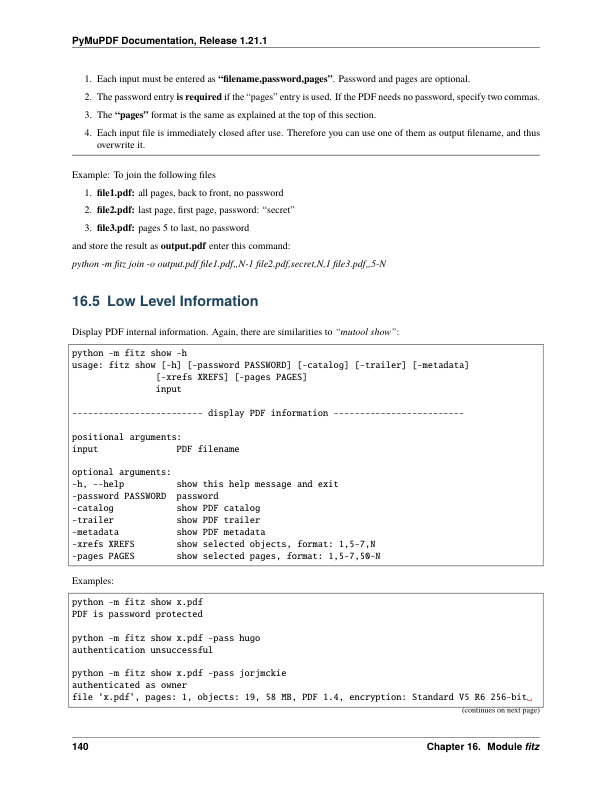 PyMuPDF Documentation, Release 1.21.1
1. Each input must be entered as “filename,password,pages”. Password and pages are optional.
2. The password entry is required if the “pages” entry is used. If the PDF needs no password, specify two commas.
3. The “pages” format is the same as explained at the top of this section.
4. Each input file is immediately closed after use. Therefore you can use one of them as output filename, and thus
overwrite it.
Example: To join the following files
1. file1.pdf: all pages, back to front, no password
2. file2.pdf: last page, first page, password: “secret”
3. file3.pdf: pages 5 to last, no password
and store the result as output.pdf enter this command:
python -m fitz join -o output.pdf file1.pdf,,N-1 file2.pdf,secret,N,1 file3.pdf,,5-N
16.5 Low Level Information
Display PDF internal information. Again, there are similarities to “mutool show”:
python -m fitz show -h
usage: fitz show [-h] [-password PASSWORD] [-catalog] [-trailer] [-metadata]
[-xrefs XREFS] [-pages PAGES]
input
------------------------- display PDF information -------------------------
positional arguments:
input PDF filename
optional arguments:
-h, --help show this help message and exit
-password PASSWORD password
-catalog show PDF catalog
-trailer show PDF trailer
-metadata show PDF metadata
-xrefs XREFS show selected objects, format: 1,5-7,N
-pages PAGES show selected pages, format: 1,5-7,50-N
Examples:
python -m fitz show x.pdf
PDF is password protected
python -m fitz show x.pdf -pass hugo
authentication unsuccessful
python -m fitz show x.pdf -pass jorjmckie
authenticated as owner
file 'x.pdf', pages: 1, objects: 19, 58 MB, PDF 1.4, encryption: Standard V5 R6 256-bit␣
(continues on next page)
140 Chapter 16. Module fitz